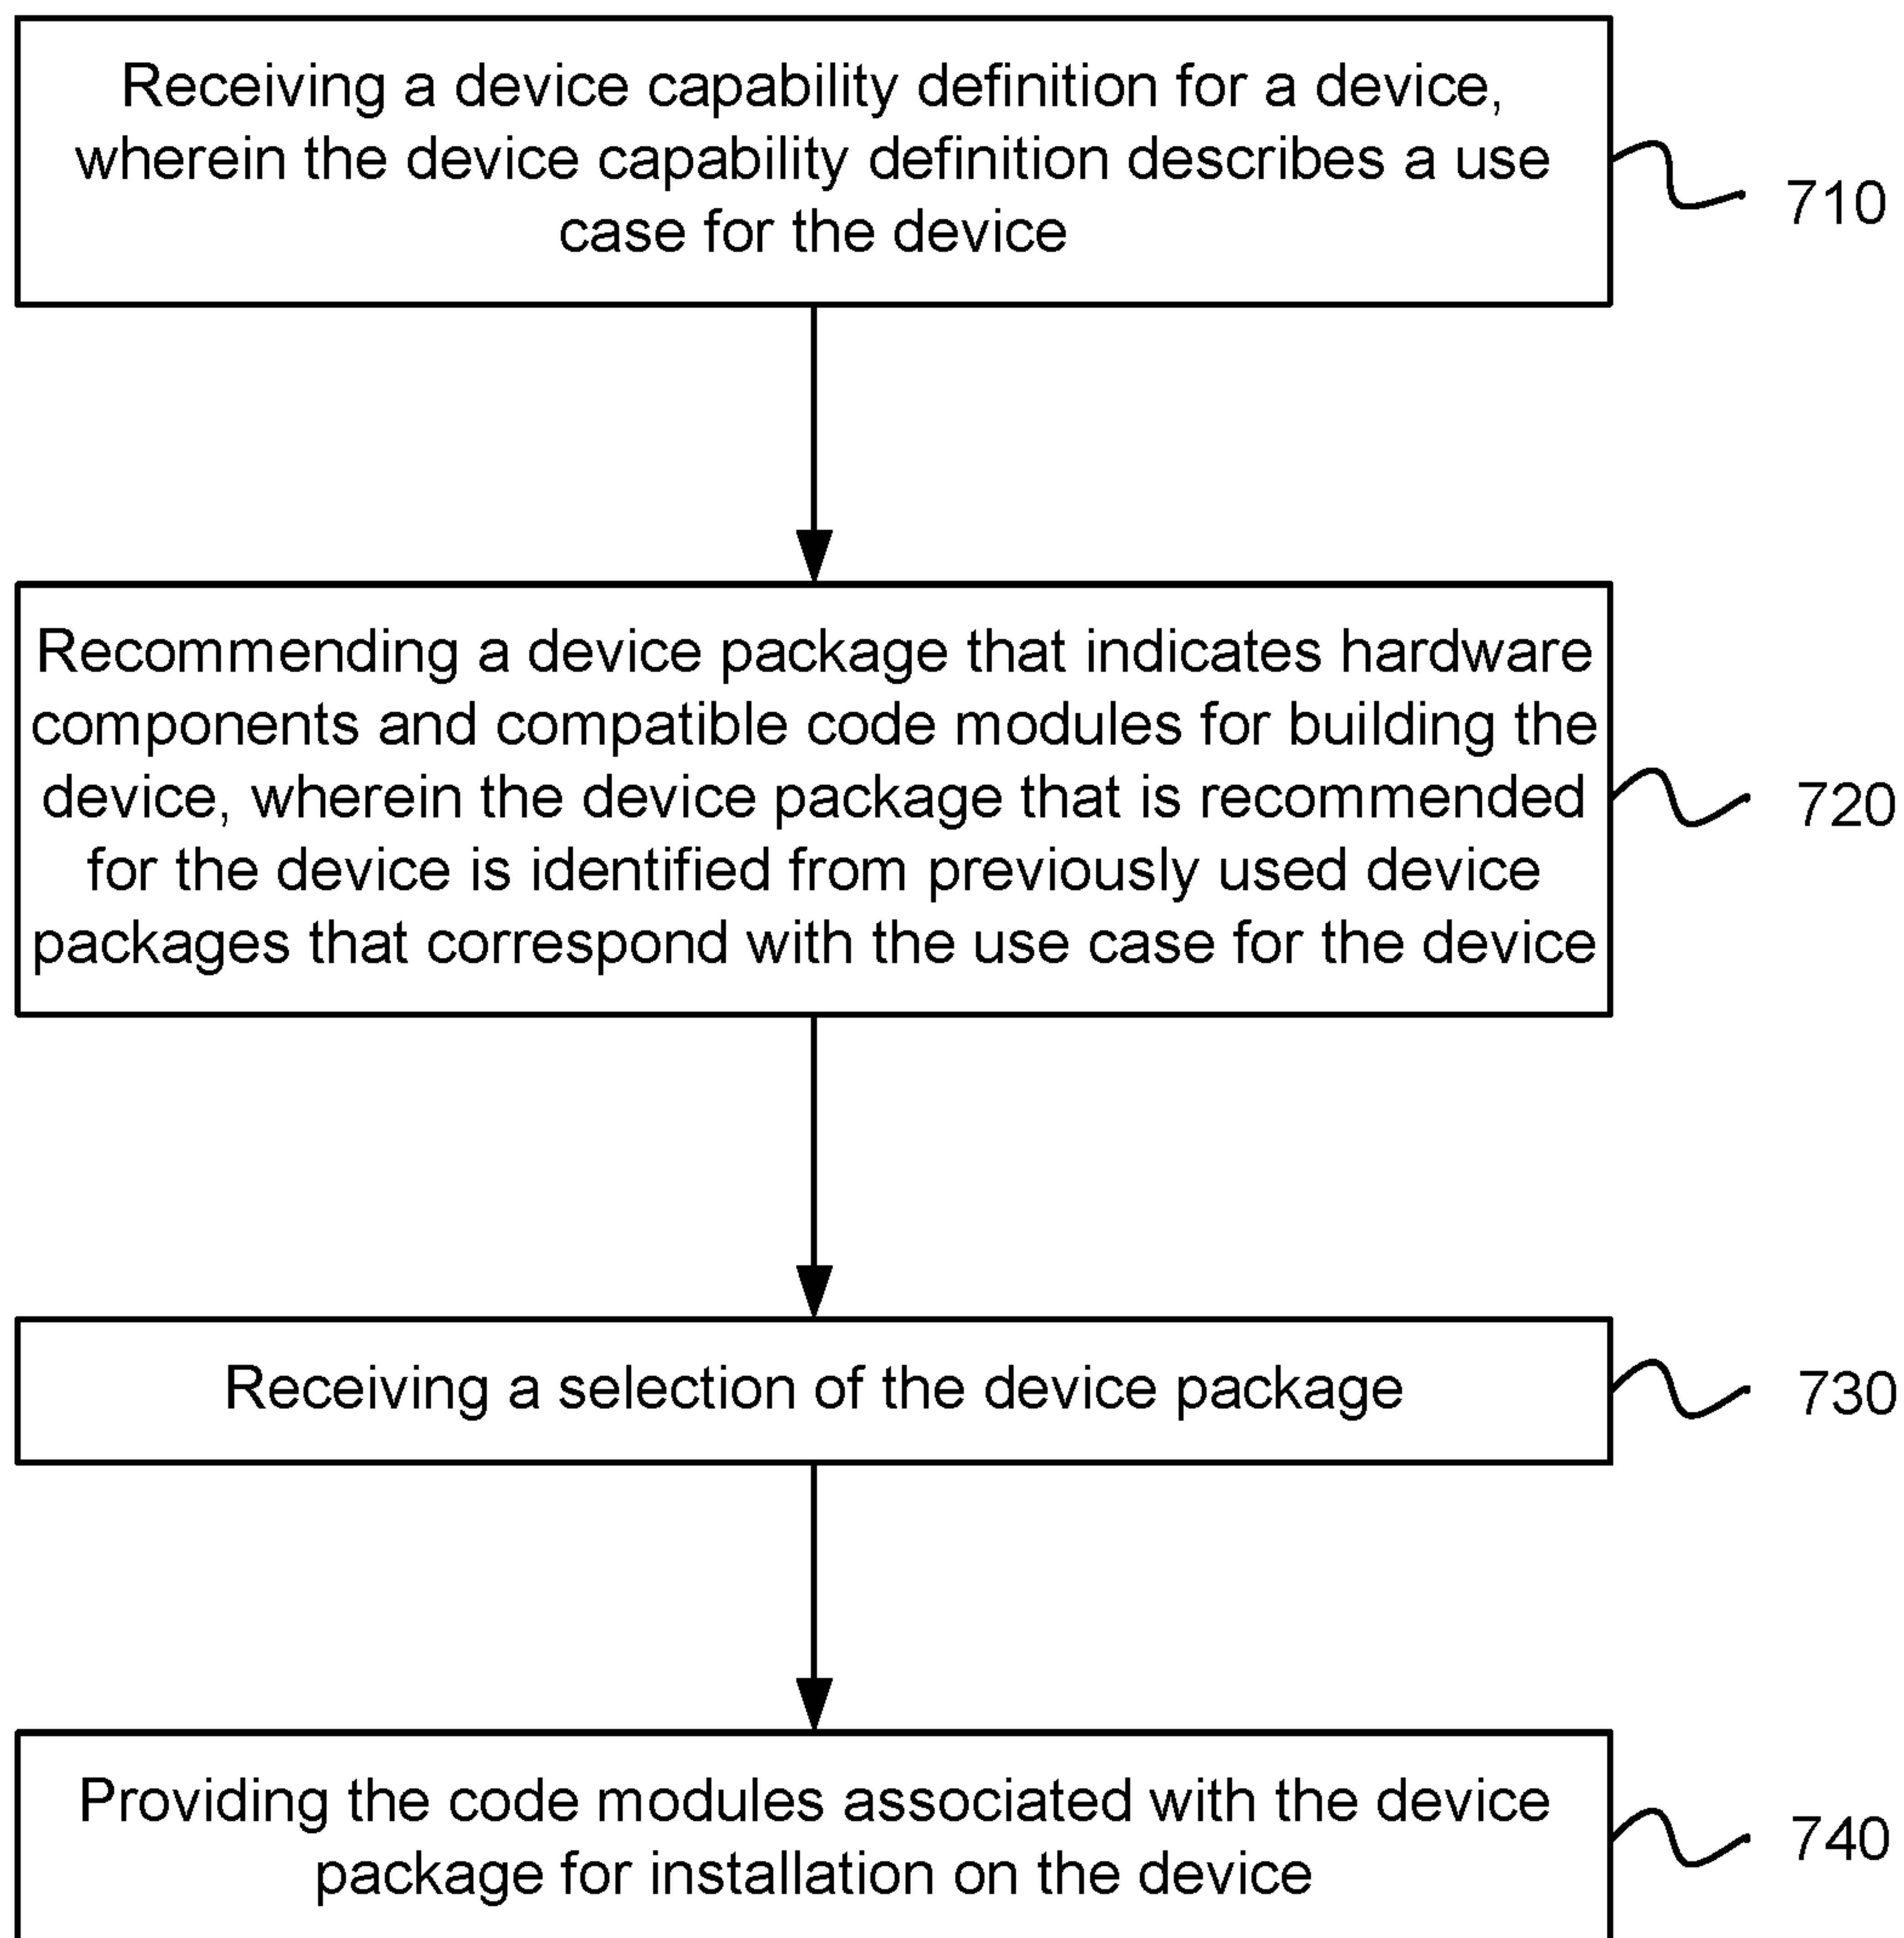 Receiving a device capability definition for a device,
wherein the device capability definition describes a use
case for the device
710
Recommending a device package that indicates hardware
components and compatible code modules for building the
device, wherein the device package that is recommended
for the device is identified from previously used device
packages that correspond with the use case for the device
720
Receiving a selection of the device package
730
Providing the code modules associated with the device
package for installation on the device
740